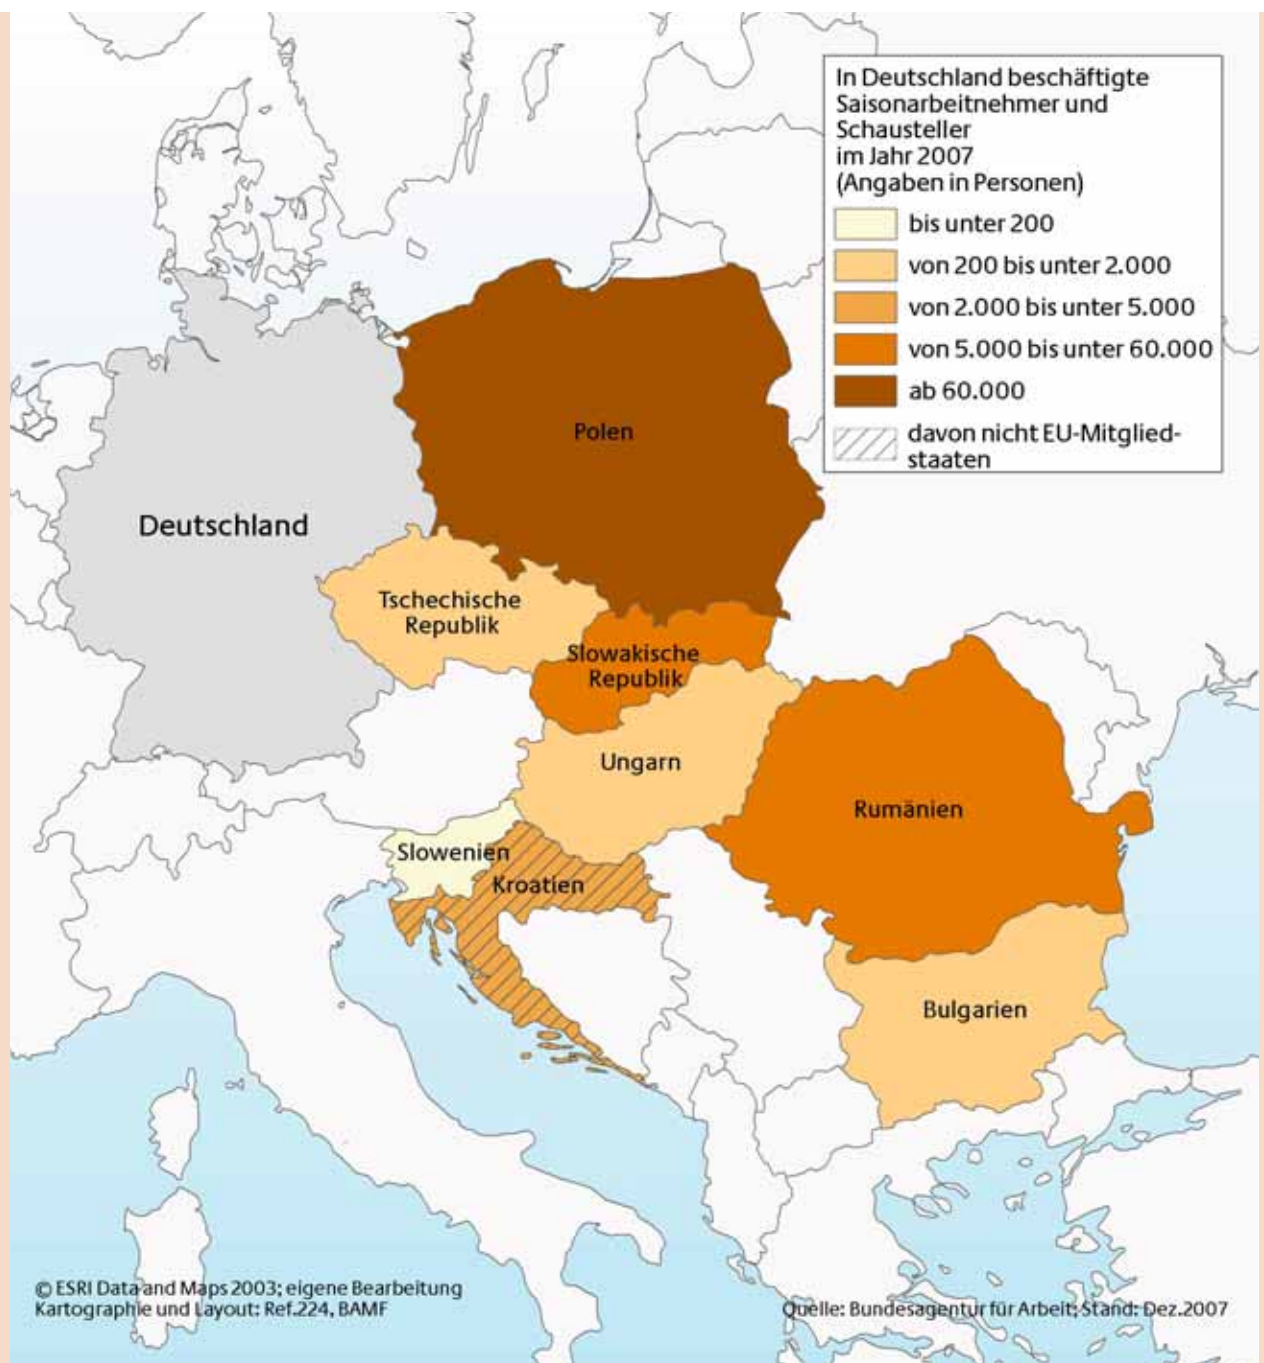 In Deutschland beschäftigte
Saisonarbeitnehmer und
Schausteller
im Jahr 2007
(Angaben in Personen)
bis unter 200
von 200 bis unter 2.000
von 2.000 bis unter 5.000
von 5.000 bis unter 60.000
ab 60.000
davon nicht EU-Mitglied-
staaten
Polen
Deutschland
Tschechische
Republik
Slowakische
Republik
Ungarn
Rumänien
Slowenien
Kroatien
Bulgarien
© ESRI Data and Maps 2003; eigene Bearbeitung
Kartographie und Layout: Ref.224, BAMF
Quelle: Bundesagentur für Arbeit; Stand: Dez.2007